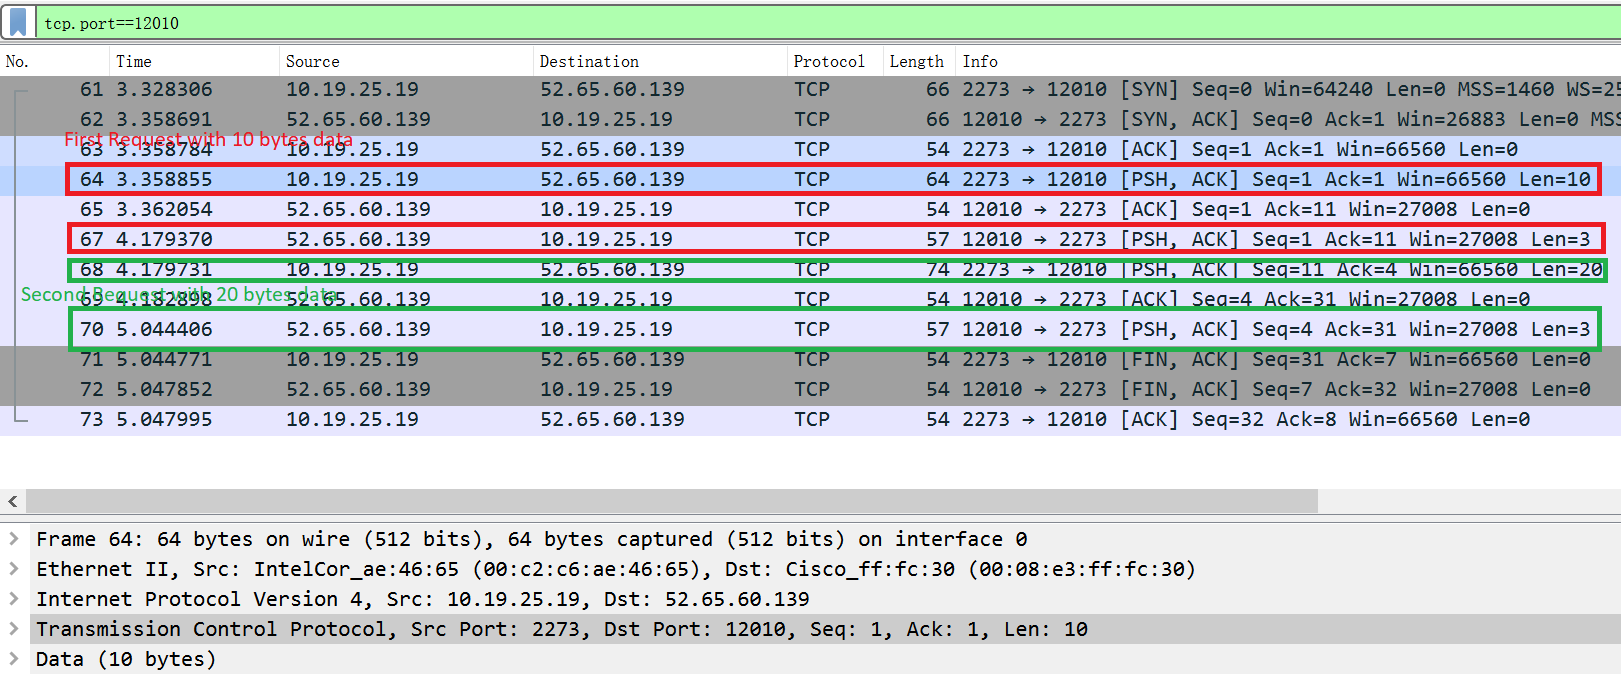 tcp.port==12010
No. Time Source Destination Protocol Length Info
61 3.328306 10.19.25.19 52.65.60.139 TCP 66 2273 → 12010 [SYN] Seq=0 Win=64240 Len=0 MSS=1460 WS=25
62 3.358691 52.65.60.139 10.19.25.19 TCP 66 12010 → 2273 [SYN, ACK] Seq=0 Ack=1 Win=26883 Len=0 MSS
First Request with 10 bytes data
63 3.358784 10.19.25.19 52.65.60.139 TCP 54 2273 → 12010 [ACK] Seq=1 Ack=1 Win=66560 Len=0
64 3.358855 10.19.25.19 52.65.60.139 TCP 64 2273 → 12010 [PSH, ACK] Seq=1 Ack=1 Win=66560 Len=10
65 3.362054 52.65.60.139 10.19.25.19 TCP 54 12010 → 2273 [ACK] Seq=1 Ack=11 Win=27008 Len=0
67 4.179370 52.65.60.139 10.19.25.19 TCP 57 12010 → 2273 [PSH, ACK] Seq=1 Ack=11 Win=27008 Len=3
68 4.179731 10.19.25.19 52.65.60.139 TCP 74 2273 → 12010 [PSH, ACK] Seq=11 Ack=4 Win=66560 Len=20
Second Request with 20 bytes data
69 4.182898 52.65.60.139 10.19.25.19 TCP 54 12010 → 2273 [ACK] Seq=4 Ack=31 Win=27008 Len=0
70 5.044406 52.65.60.139 10.19.25.19 TCP 57 12010 → 2273 [PSH, ACK] Seq=4 Ack=31 Win=27008 Len=3
71 5.044771 10.19.25.19 52.65.60.139 TCP 54 2273 → 12010 [FIN, ACK] Seq=31 Ack=7 Win=66560 Len=0
72 5.047852 52.65.60.139 10.19.25.19 TCP 54 12010 → 2273 [FIN, ACK] Seq=7 Ack=32 Win=27008 Len=0
73 5.047995 10.19.25.19 52.65.60.139 TCP 54 2273 → 12010 [ACK] Seq=32 Ack=8 Win=66560 Len=0
Frame 64: 64 bytes on wire (512 bits), 64 bytes captured (512 bits) on interface 0
Ethernet II, Src: IntelCor_ae:46:65 (00:c2:c6:ae:46:65), Dst: Cisco_ff:fc:30 (00:08:e3:ff:fc:30)
Internet Protocol Version 4, Src: 10.19.25.19, Dst: 52.65.60.139
Transmission Control Protocol, Src Port: 2273, Dst Port: 12010, Seq: 1, Ack: 1, Len: 10
Data (10 bytes)